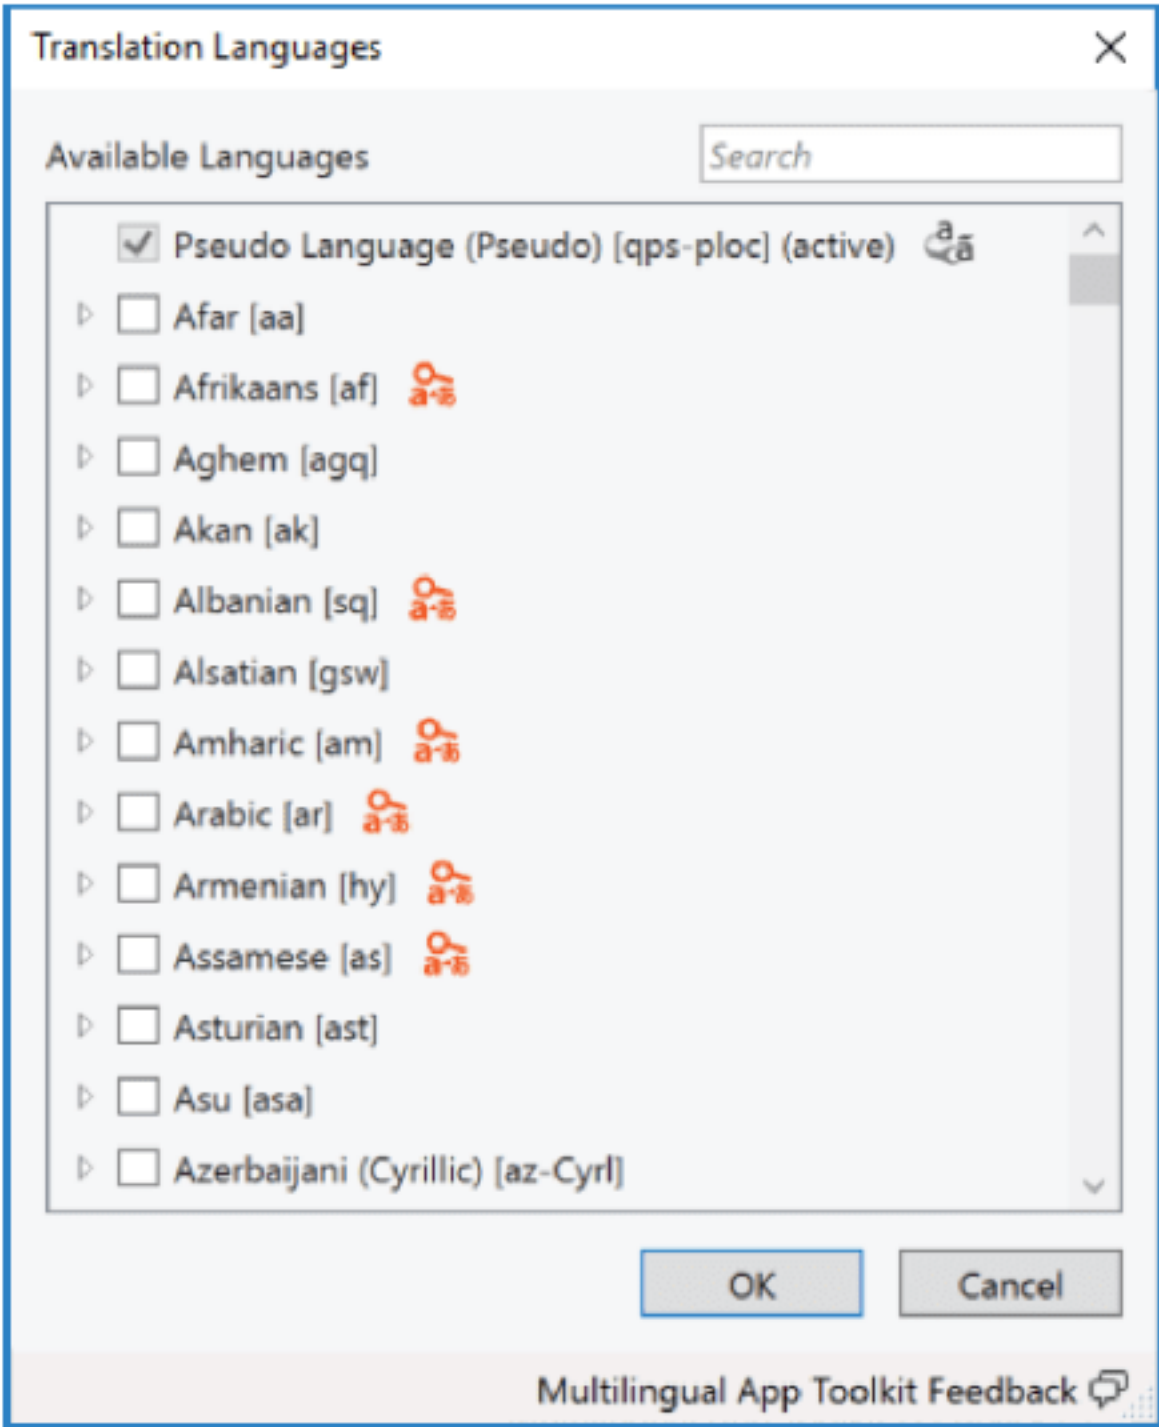 Translation Languages
Available Languages
Search
Pseudo Language (Pseudo) [qps-ploc] (active)
Afar [aa]
Afrikaans [af]
Aghem [agq]
Akan [ak]
Albanian [sq]
Alsatian [gsw]
Amharic [am]
Arabic [ar]
Armenian [hy]
Assamese [as]
Asturian [ast]
Asu [asa]
Azerbaijani (Cyrillic) [az-Cyrl]
OK Cancel
Multilingual App Toolkit Feedback